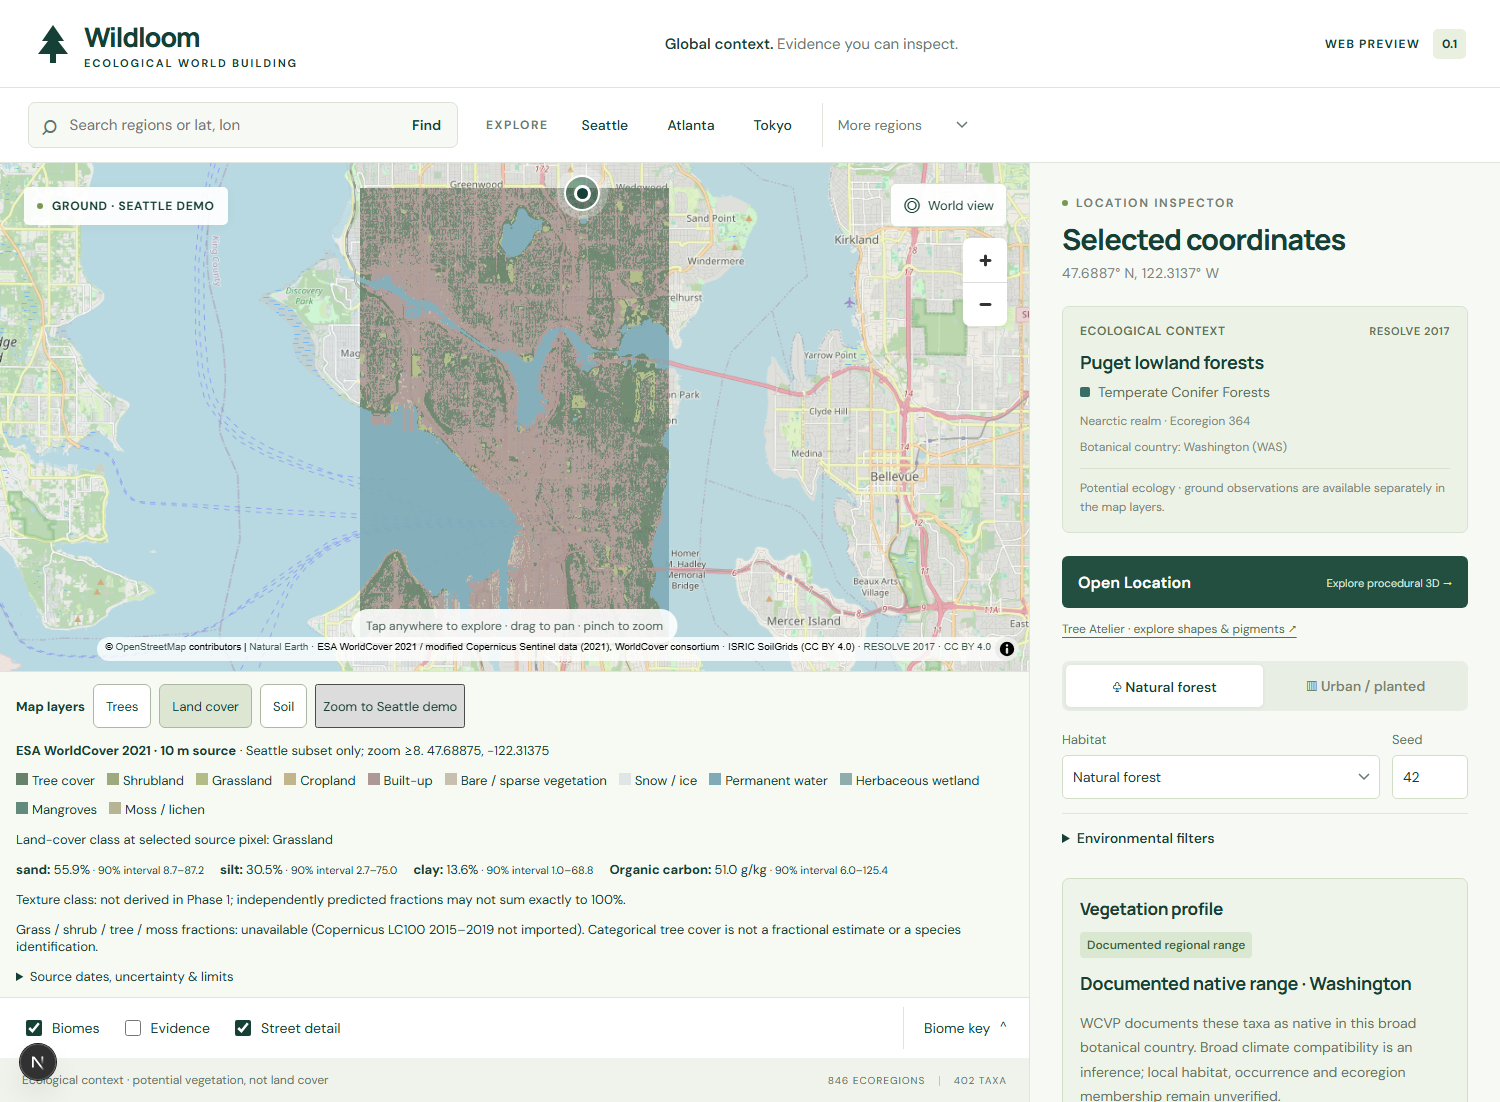 Wildloom
ECOLOGICAL WORLD BUILDING
Global context. Evidence you can inspect.
WEB PREVIEW 0.1
Search regions or lat, lon Find
EXPLORE Seattle Atlanta Tokyo More regions
GROUND · SEATTLE DEMO
World view
+
−
Greenwood
Wedgwood
Sand Point
Windermere
Kirkland
Discovery
Park
King County
Yarrow Point
Clyde Hill
Medina
Bellevue
Homer
M. Hadley
Memorial
Bridge
Beaux Arts
Village
Mercer Island
11A
East
Tap anywhere to explore · drag to pan · pinch to zoom
© OpenStreetMap contributors | Natural Earth · ESA WorldCover 2021 / modified Copernicus Sentinel data (2021), WorldCover consortium · ISRIC SoilGrids (CC BY 4.0) · RESOLVE 2017 · CC BY 4.0
Map layers Trees Land cover Soil Zoom to Seattle demo
ESA WorldCover 2021 · 10 m source · Seattle subset only; zoom ≥8. 47.68875, -122.31375
Tree cover Shrubland Grassland Cropland Built-up Bare / sparse vegetation Snow / ice Permanent water Herbaceous wetland
Mangroves Moss / lichen
Land-cover class at selected source pixel: Grassland
sand: 55.9% · 90% interval 8.7–87.2 silt: 30.5% · 90% interval 2.7–75.0 clay: 13.6% · 90% interval 1.0–68.8 Organic carbon: 51.0 g/kg · 90% interval 6.0–125.4
Texture class: not derived in Phase 1; independently predicted fractions may not sum exactly to 100%.
Grass / shrub / tree / moss fractions: unavailable (Copernicus LC100 2015–2019 not imported). Categorical tree cover is not a fractional estimate or a species
identification.
Source dates, uncertainty & limits
Biomes Evidence Street detail Biome key ^
Ecological context · potential vegetation, not land cover
846 ECOREGIONS | 402 TAXA
LOCATION INSPECTOR
Selected coordinates
47.6887° N, 122.3137° W
ECOLOGICAL CONTEXT RESOLVE 2017
Puget lowland forests
Temperate Conifer Forests
Nearctic realm · Ecoregion 364
Botanical country: Washington (WAS)
Potential ecology · ground observations are available separately in
the map layers.
Open Location Explore procedural 3D →
Tree Atelier · explore shapes & pigments ↗
Natural forest Urban / planted
Habitat Seed
Natural forest 42
Environmental filters
Vegetation profile
Documented regional range
Documented native range · Washington
WCVP documents these taxa as native in this broad
botanical country. Broad climate compatibility is an
inference; local habitat, occurrence and ecoregion
membership remain unverified.